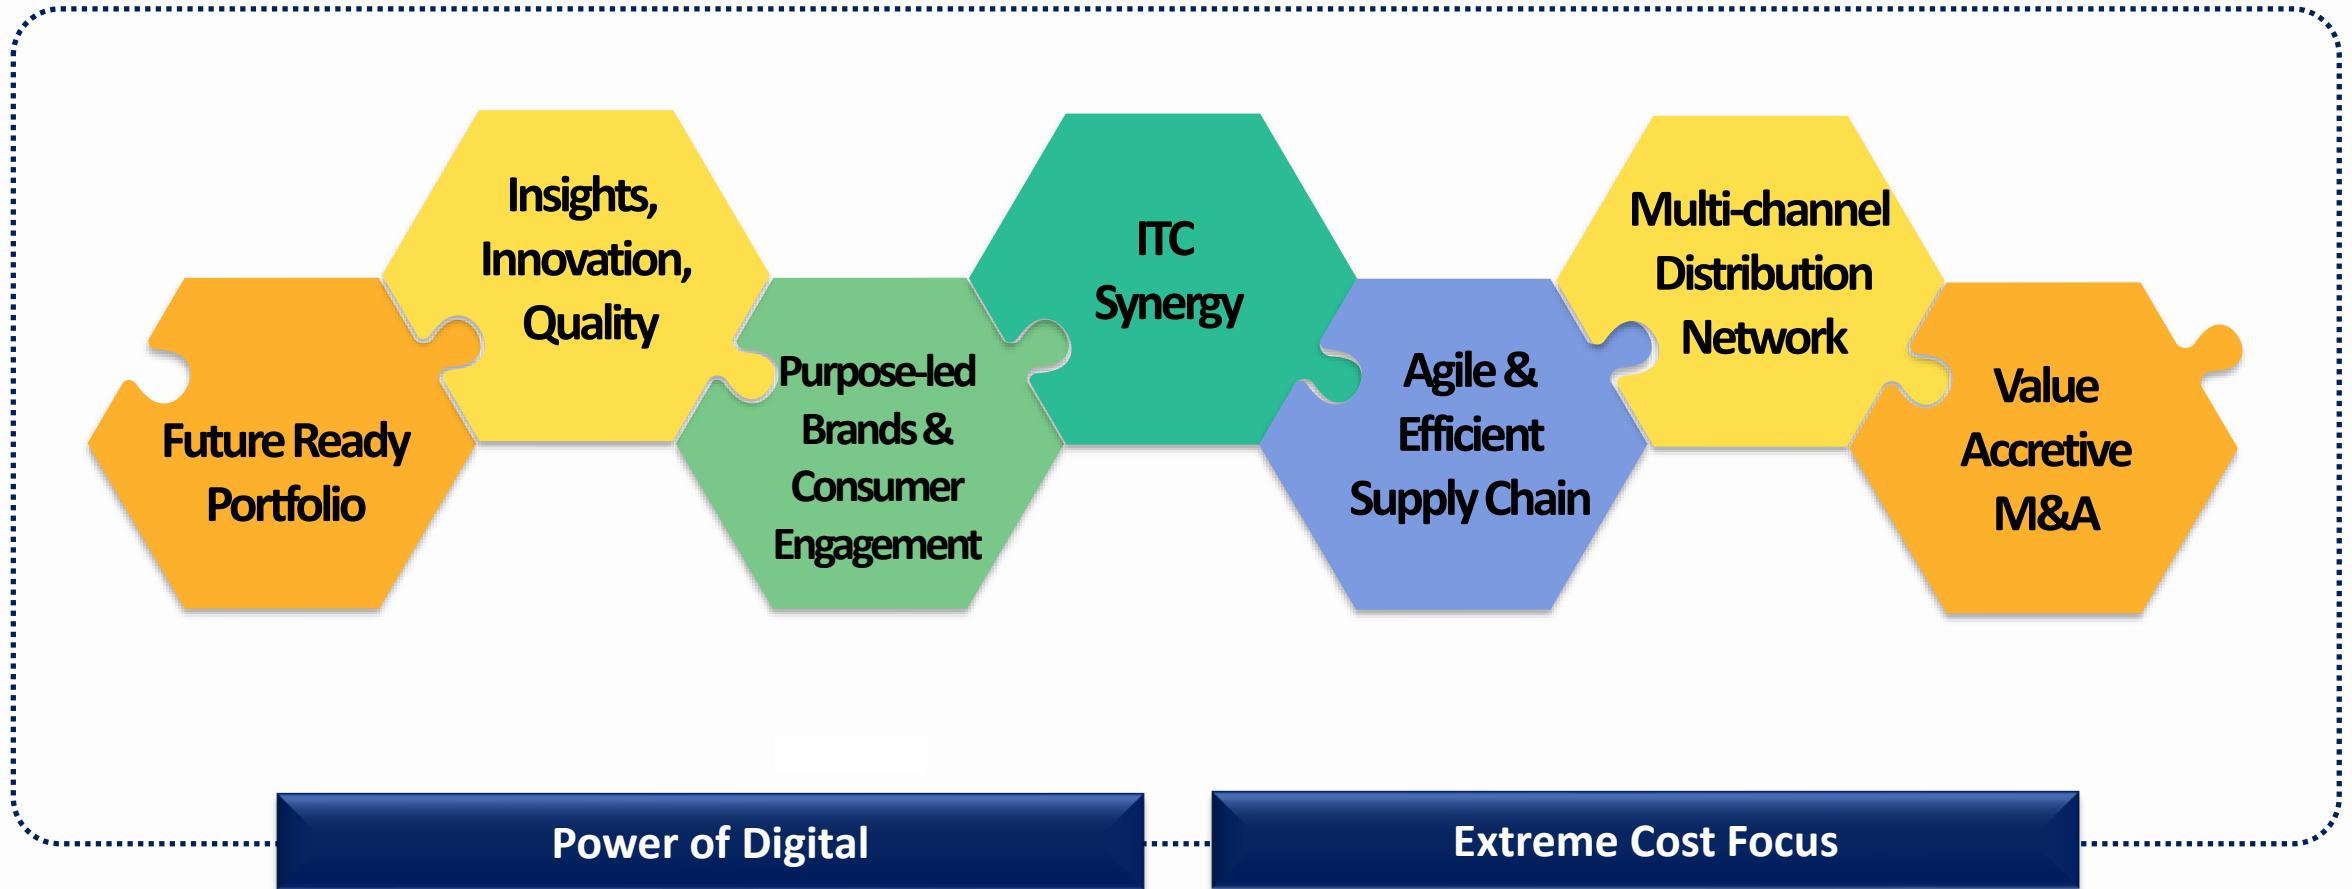 Future Ready
Portfolio
Insights,
Innovation,
Quality
Purpose-led
Brands &
Consumer
Engagement
ITC
Synergy
Agile &
Efficient
Supply Chain
Multi-channel
Distribution
Network
Value
Accretive
M&A
Power of Digital
Extreme Cost Focus